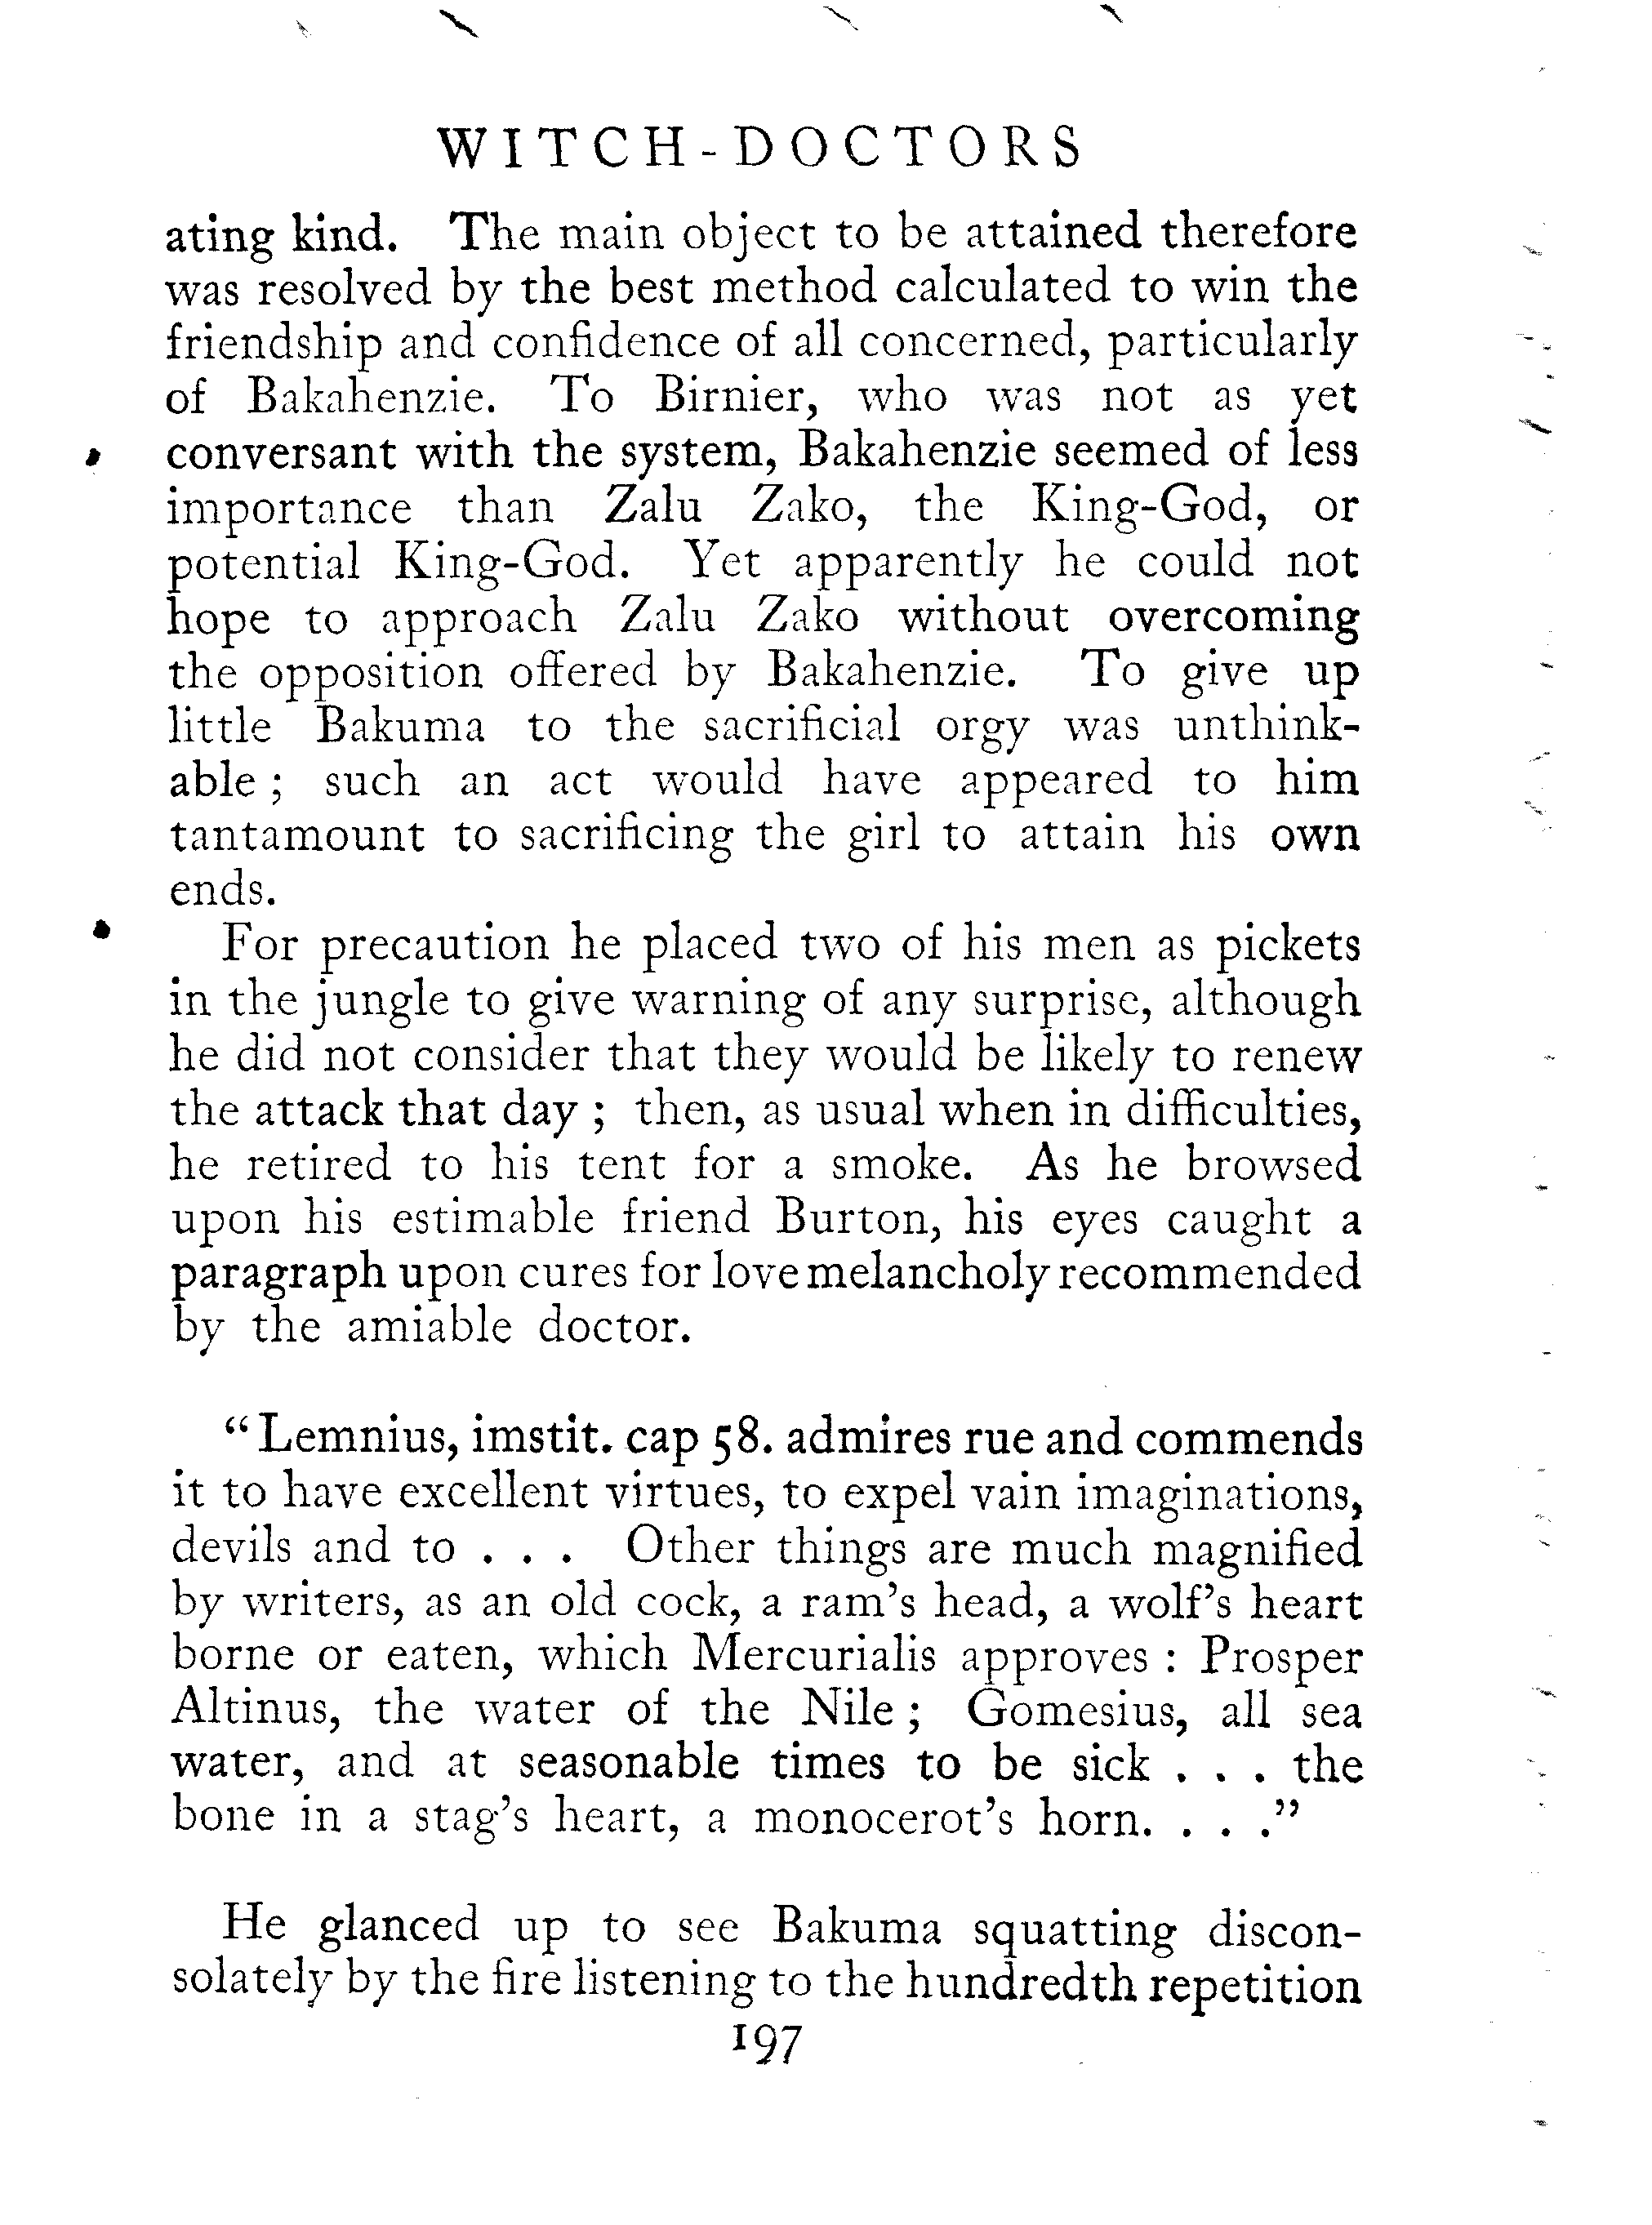 WITCH-DOCTORS
ating kind. The main object to be attained therefore
was resolved by the best method calculated to win the
friendship and confidence of all concerned, particularly
of Bakahenzie. To Birnier, who was not as yet
conversant with the system, Bakahenzie seemed of less
importance than Zalu Zako, the King-God, or
potential King-God. Yet apparently he could not
hope to approach Zalu Zako without overcoming
the opposition offered by Bakahenzie. To give up
little Bakuma to the sacrificial orgy was unthink-
able ; such an act would have appeared to him
tantamount to sacrificing the girl to attain his own
ends.
For precaution he placed two of his men as pickets
in the jungle to give warning of any surprise, although
he did not consider that they would be likely to renew
the attack that day ; then, as usual when in difficulties,
he retired to his tent for a smoke. As he browsed
upon his estimable friend Burton, his eyes caught a
paragraph upon cures for love melancholy recommended
by the amiable doctor.
“Lemnius, imstit. cap 58. admires rue and commends
it to have excellent virtues, to expel vain imaginations,
devils and to . . . Other things are much magnified
by writers, as an old cock, a ram’s head, a wolf’s heart
borne or eaten, which Mercurialis approves : Prosper
Altinus, the water of the Nile ; Gomesius, all sea
water, and at seasonable times to be sick . . . the
bone in a stag’s heart, a monocerot’s horn. . . .”
He glanced up to see Bakuma squatting discon-
solately by the fire listening to the hundredth repetition
197